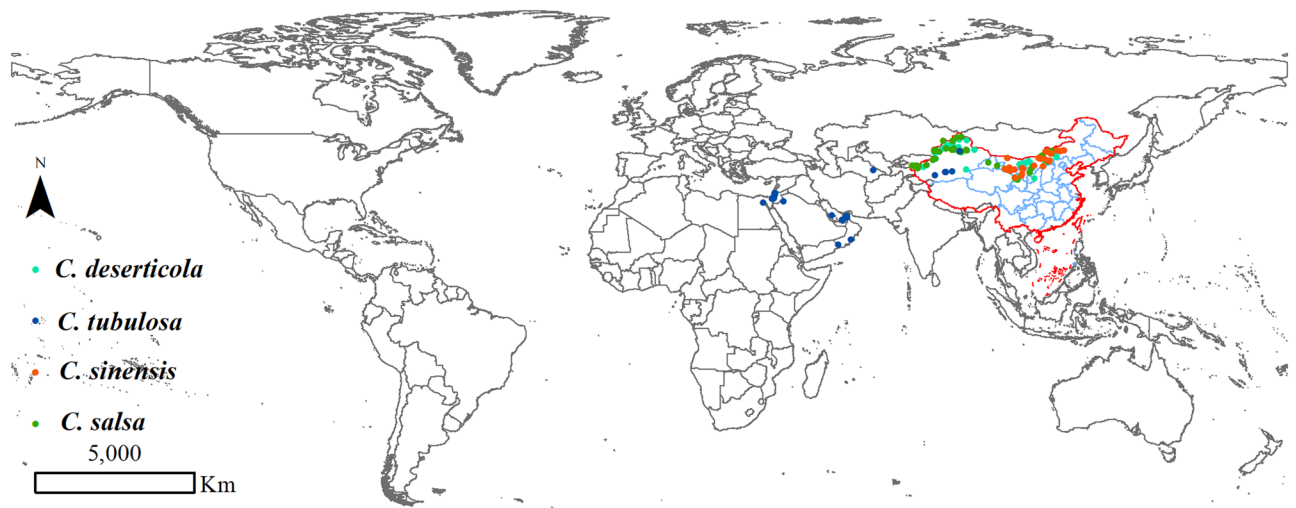 N
C. deserticola
C. tubulosa
C. sinensis
C. salsa
5,000
Km